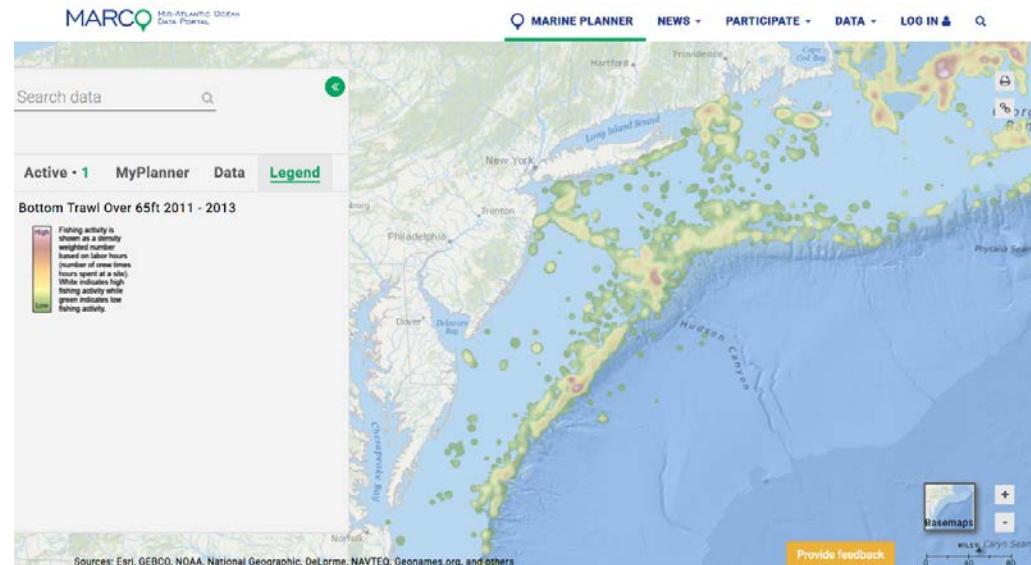 MARCO MID-ATLANTIC OCEAN
DATA PORTAL
MARINE PLANNER NEWS PARTICIPATE DATA LOG IN
Search data
Active • 1 MyPlanner Data Legend
Bottom Trawl Over 65ft 2011 - 2013
High
Low
Fishing activity is
shown as a density
weighted number
based on labor hours
(number of crew times
hours spent at a site).
White indicates high
fishing activity while
green indicates low
fishing activity.
Hartford
Providence
Cape
Cod Bay
Long Island Sound
New York
Trenton
Philadelphia
Dover
Delaware
Bay
Hudson Canyon
Chesapeake Bay
Norfolk
Physalia Sea
Basemaps
+
-
MILES
0 40 80
Caryn Seam
Provide feedback
Sources: Esri, GEBCO, NOAA, National Geographic, DeLorme, NAVTEQ, Geonames.org, and others